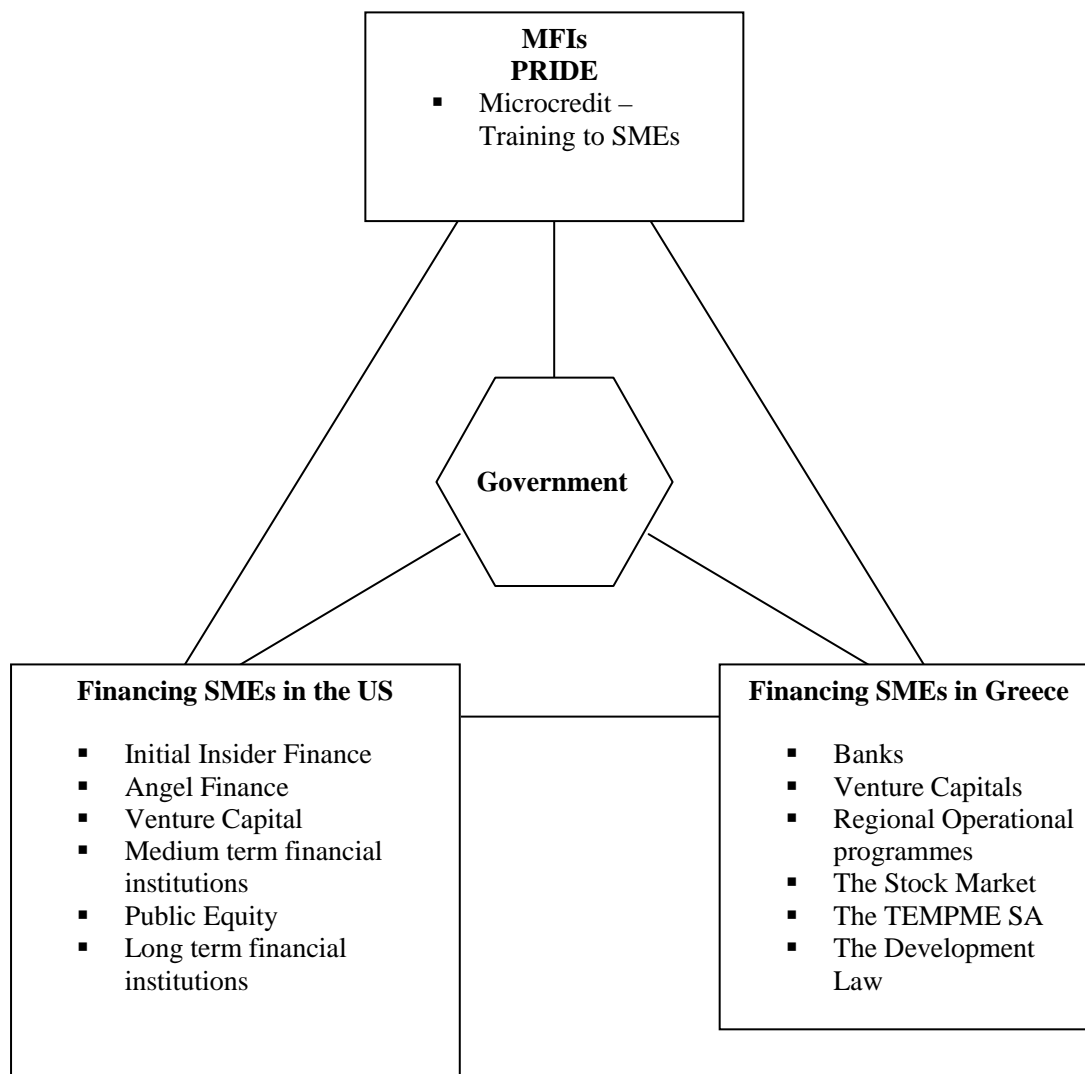 MFIs
PRIDE
▪ Microcredit –
Training to SMEs
Government
Financing SMEs in the US
▪ Initial Insider Finance
▪ Angel Finance
▪ Venture Capital
▪ Medium term financial
institutions
▪ Public Equity
▪ Long term financial
institutions
Financing SMEs in Greece
▪ Banks
▪ Venture Capitals
▪ Regional Operational
programmes
▪ The Stock Market
▪ The TEMPME SA
▪ The Development
Law